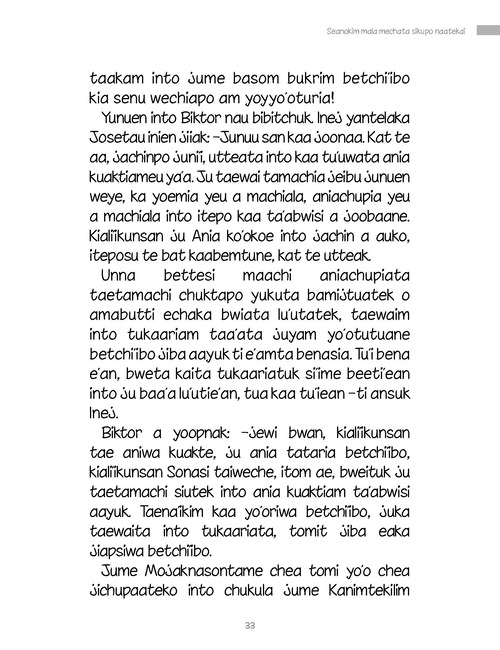 Seanokim mala mechata sikupo naatekai
taakam into jume basom bukrim betchi'ibo
kia senu wechiapo am yoyyo'oturia!
Yunuen into Biktor nau bibitchuk. Inej yantelaka
Josetau inien jiiak: –Junuu san kaa joonaa. Kat te
aa, jachinpo juni'i, utteata into kaa tu'uwata ania
kuaktiameu ya'a. Ju taewai tamachia jeibu junuen
weye, ka yoemia yeu a machiala, aniachupia yeu
a machiala into itepo kaa ta'abwisi a joobaane.
Kiali'ikunsan ju Ania ko'okoe into jachin a auko,
iteposu te bat kaabemtune, kat te utteak.
Unna bettesi maachi aniachupiata
taetamachi chuktapo yukuta bamijtuatek o
amabutti echaka bwiata lu'utatek, taewaim
into tukaariam taa'ata juyam yo'otutuane
betchi'ibo jiba aayuk ti e'amta benasia. Tu'i bena
e'an, bweta kaita tukaariatuk si'ime beeti'ean
into ju baa'a lu'utie'an, tua kaa tu'iean –ti ansuk
Inej.
Biktor a yoopnak: –jewi bwan, kiali'ikunsan
tae aniwa kuakte, ju ania tataria betchi'ibo,
kiali'ikunsan Sonasi taiweche, itom ae, bweituk ju
taetamachi siutek into ania kuaktiam ta'abwisi
aayuk. Taena'ikim kaa yo'oriwa betchi'ibo, juka
taewaita into tukaariata, tomit jiba eaka
jiapsiwa betchi'ibo.
Jume Mojaknasontame chea tomi yo'o chea
jichupaateko into chukula jume Kanimtekilim
33